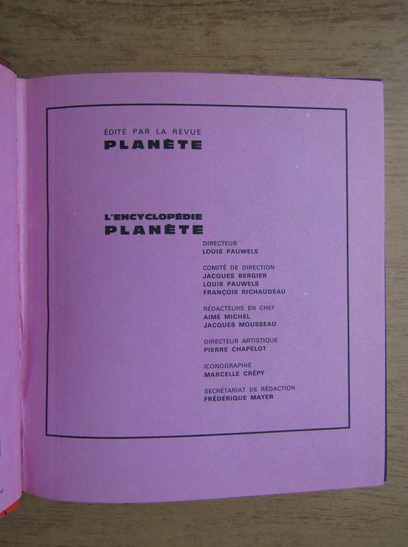 ÉDITÉ PAR LA REVUE
PLANÈTE
L'ENCYCLOPÉDIE
PLANÈTE
DIRECTEUR
LOUIS PAUWELS
COMITÉ DE DIRECTION
JACQUES BERGIER
LOUIS PAUWELS
FRANÇOIS RICHAUDEAU
RÉDACTEURS EN CHEF
AIMÉ MICHEL
JACQUES MOUSSEAU
DIRECTEUR ARTISTIQUE
PIERRE CHAPELOT
ICONOGRAPHIE
MARCELLE CRÉPY
SECRÉTARIAT DE RÉDACTION
FRÉDÉRIQUE MAYER